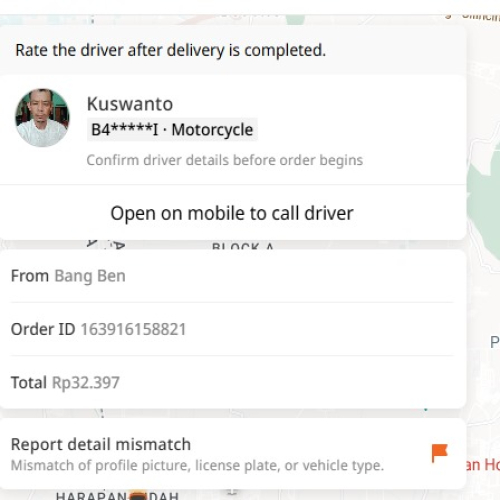 Rate the driver after delivery is completed.
Kuswanto
B4*****I · Motorcycle
Confirm driver details before order begins
Open on mobile to call driver
BLOCK A
From Bang Ben
Order ID 163916158821
Total Rp32.397
P
Report detail mismatch
Mismatch of profile picture, license plate, or vehicle type.
an Ho
HARAPAN
DAH